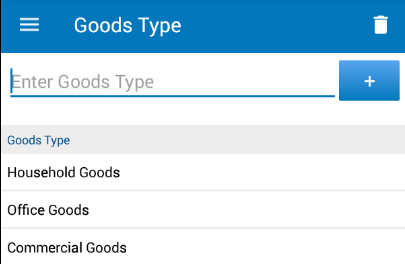 Goods Type
Enter Goods Type
+
Goods Type
Household Goods
Office Goods
Commercial Goods